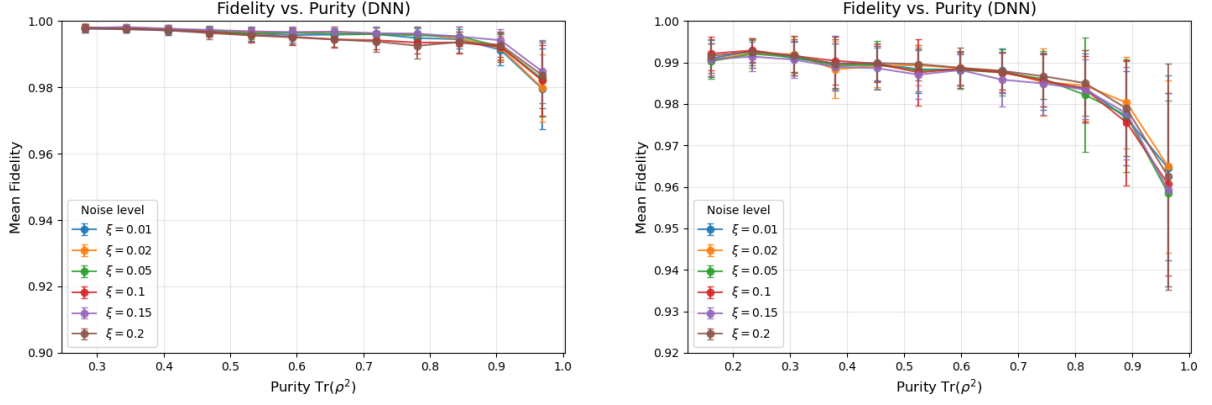 Fidelity vs. Purity (DNN)
1.00
0.98
0.96
0.94
0.92
0.90
Mean Fidelity
Noise level
ξ = 0.01
ξ = 0.02
ξ = 0.05
ξ = 0.1
ξ = 0.15
ξ = 0.2
0.3 0.4 0.5 0.6 0.7 0.8 0.9 1.0
Purity Tr(ρ²)
Fidelity vs. Purity (DNN)
1.00
0.99
0.98
0.97
0.96
0.95
0.94
0.93
0.92
Mean Fidelity
Noise level
ξ = 0.01
ξ = 0.02
ξ = 0.05
ξ = 0.1
ξ = 0.15
ξ = 0.2
0.2 0.3 0.4 0.5 0.6 0.7 0.8 0.9 1.0
Purity Tr(ρ²)